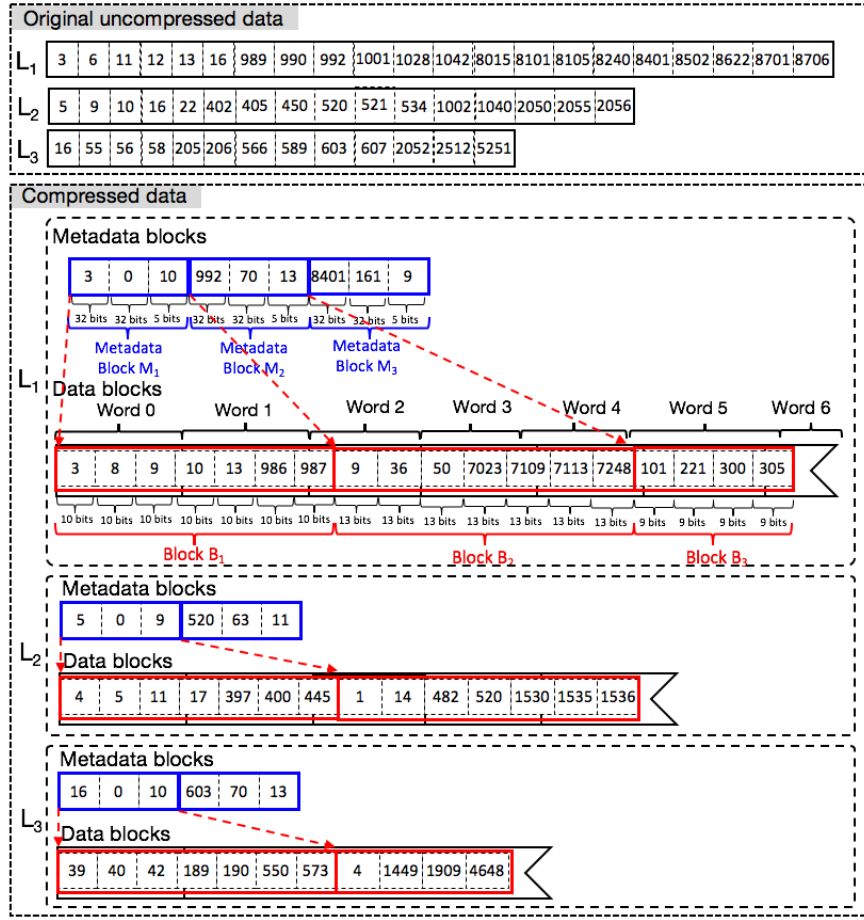 Original uncompressed data
L1 3 6 11 12 13 16 989 990 992 1001 1028 1042 8015 8101 8105 8240 8401 8502 8622 8701 8706
L2 5 9 10 16 22 402 405 450 520 521 534 1002 1040 2050 2055 2056
L3 16 55 56 58 205 206 566 589 603 607 2052 2512 5251
Compressed data
L1
Metadata blocks
3 0 10 992 70 13 8401 161 9
32 bits 32 bits 5 bits 32 bits 32 bits 5 bits 32 bits 32 bits 5 bits
Metadata Metadata Metadata
Block M1 Block M2 Block M3
Data blocks
Word 0 Word 1 Word 2 Word 3 Word 4 Word 5 Word 6
3 8 9 10 13 986 987 9 36 50 7023 7109 7113 7248 101 221 300 305
10 bits 10 bits 10 bits 10 bits 10 bits 10 bits 10 bits 13 bits 13 bits 13 bits 13 bits 13 bits 13 bits 9 bits 9 bits 9 bits 9 bits
Block B1 Block B2 Block B3
L2
Metadata blocks
5 0 9 520 63 11
Data blocks
4 5 11 17 397 400 445 1 14 482 520 1530 1535 1536
L3
Metadata blocks
16 0 10 603 70 13
Data blocks
39 40 42 189 190 550 573 4 1449 1909 4648